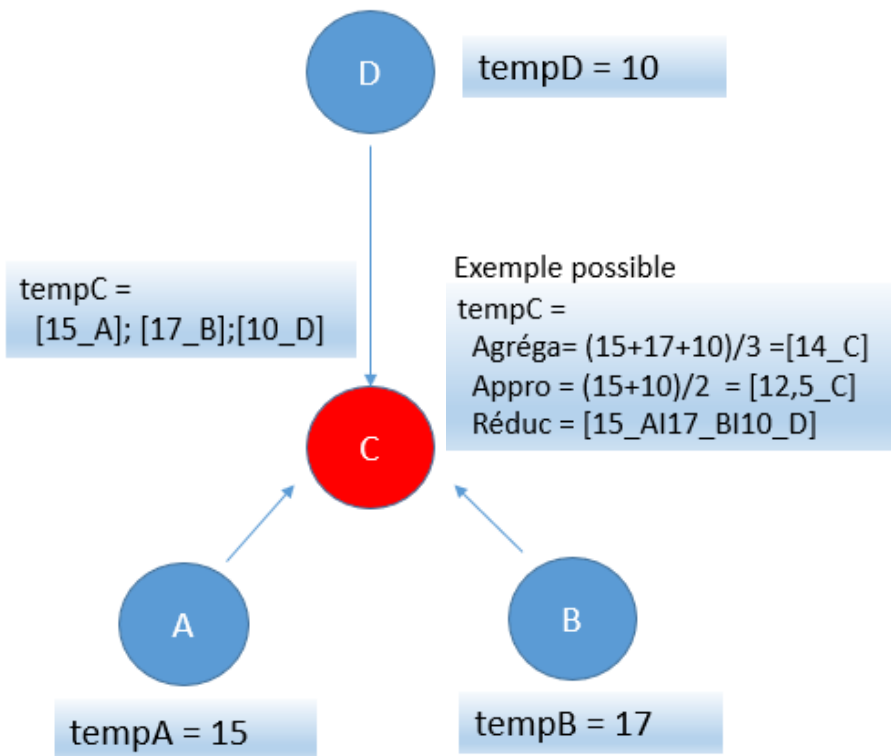 D
tempD = 10
tempC =
[15_A]; [17_B];[10_D]
Exemple possible
tempC =
Agréga= (15+17+10)/3 =[14_C]
Appro = (15+10)/2 = [12,5_C]
Réduc = [15_AI17_BI10_D]
C
A
B
tempA = 15
tempB = 17